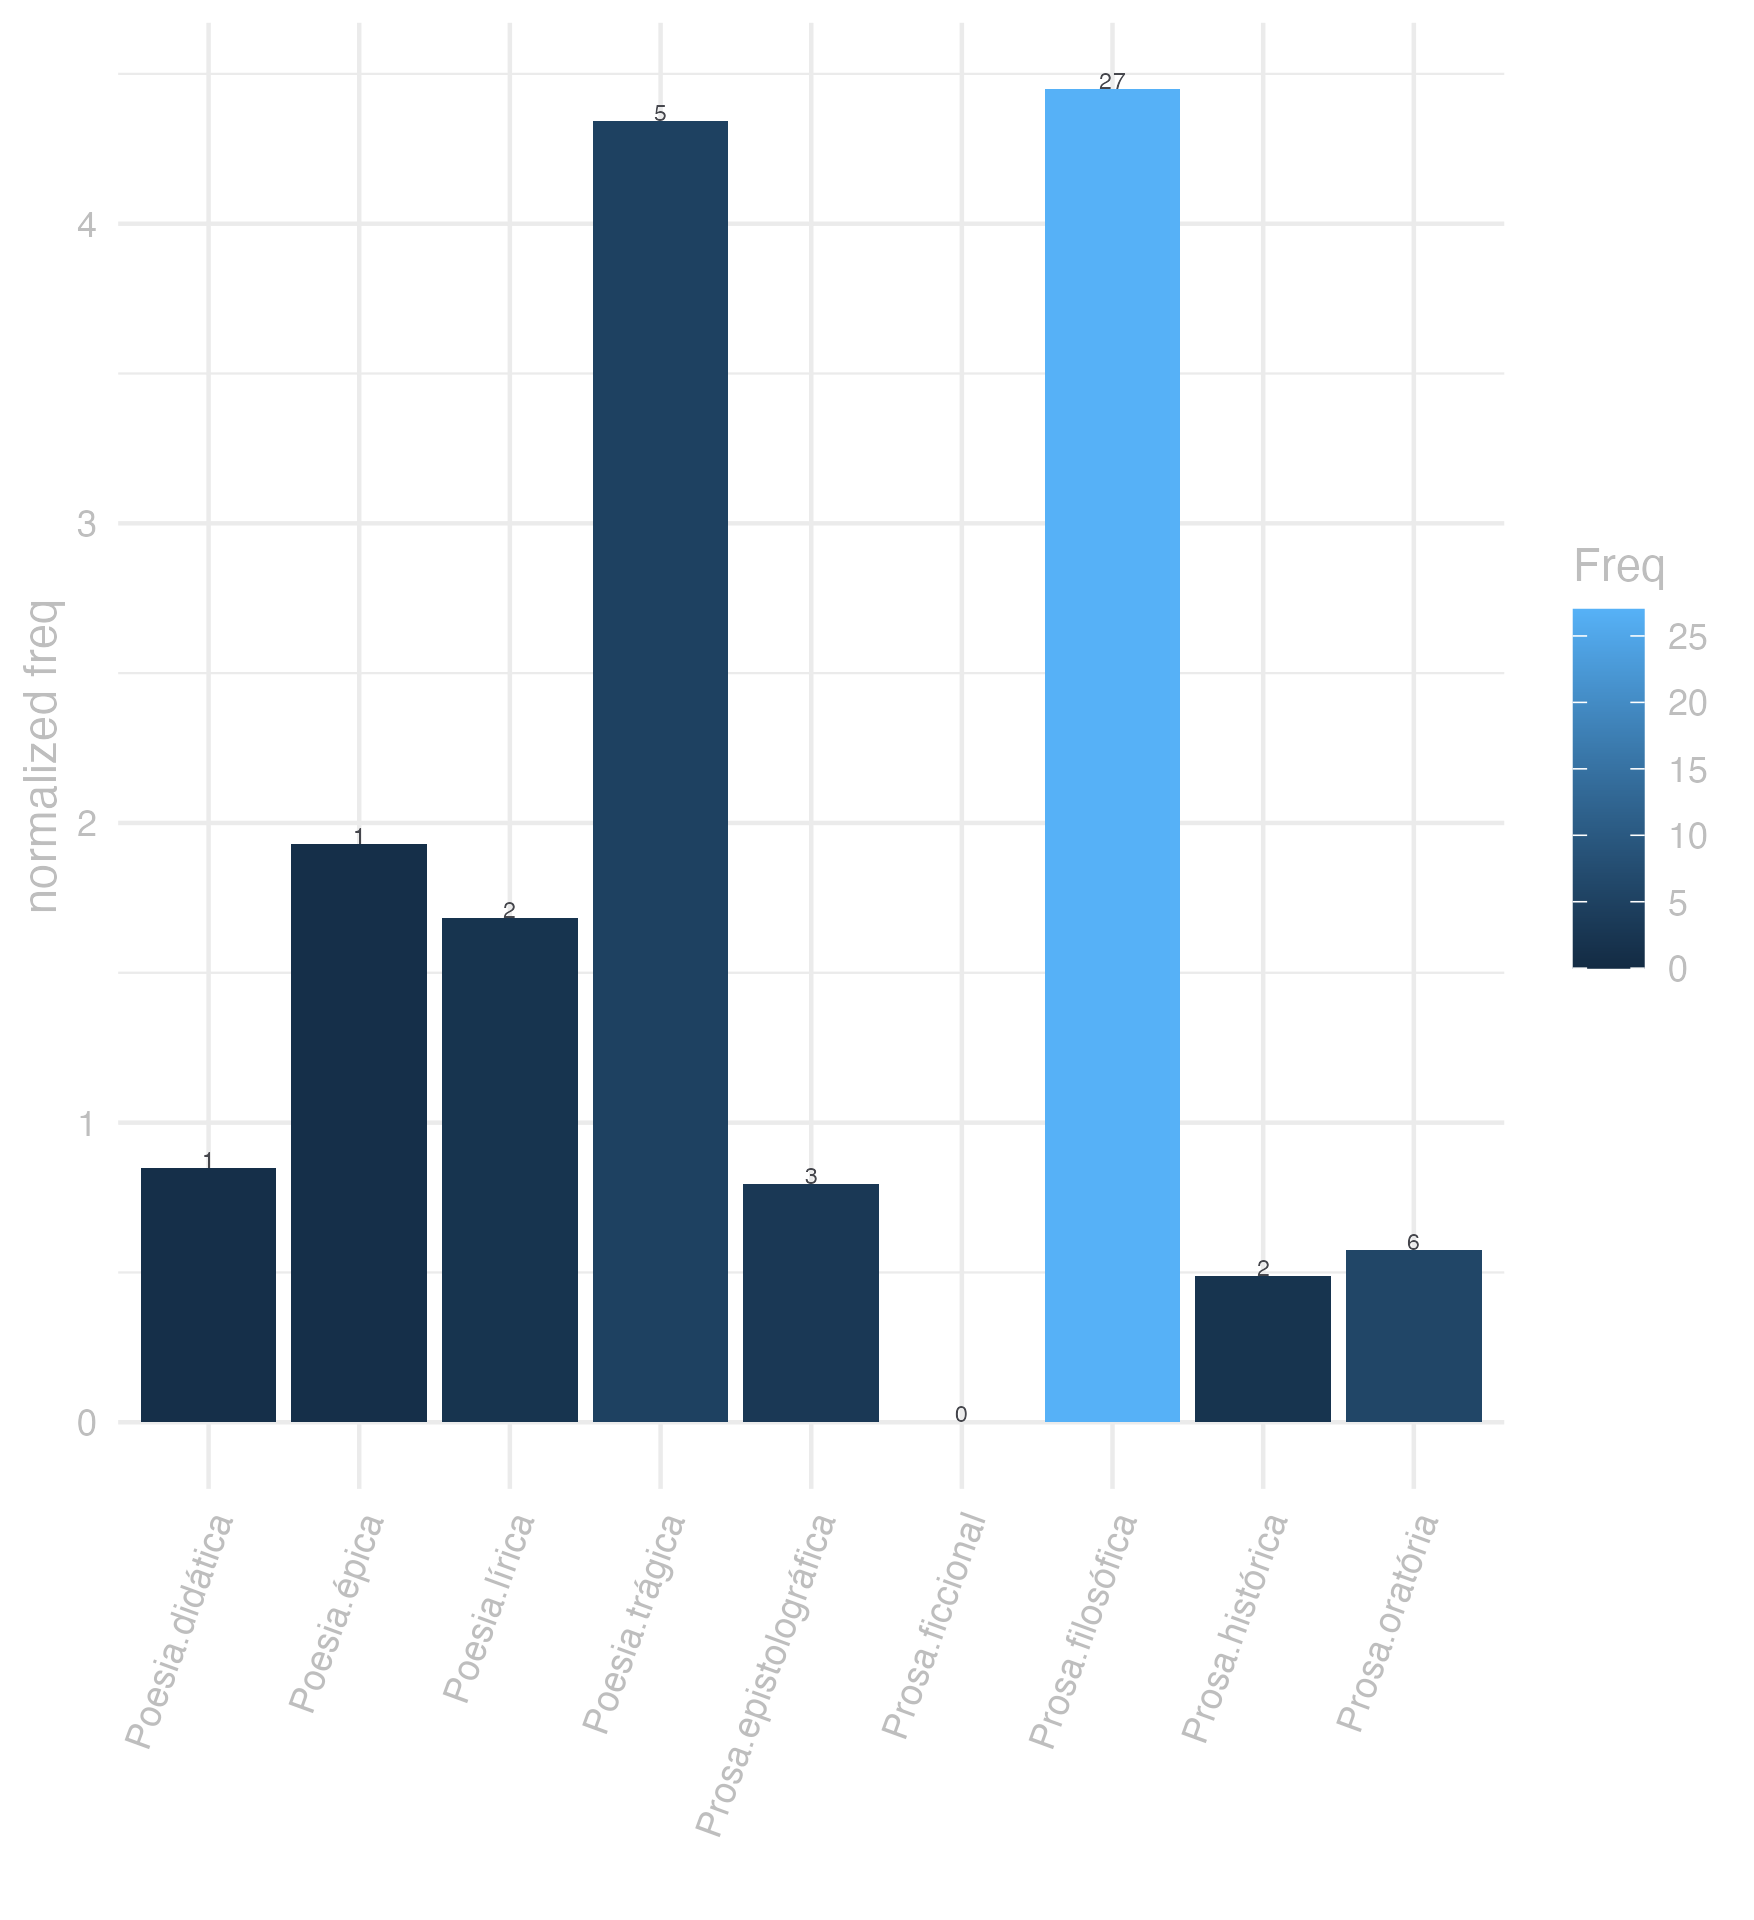 normalized freq
4
3
2
1
0
1
1
2
5
3
0
27
2
6
Poesia.didática
Poesia.épica
Poesia.lírica
Poesia.trágica
Prosa.epistolográfica
Prosa.ficcional
Prosa.filosófica
Prosa.histórica
Prosa.oratória
Freq
25
20
15
10
5
0